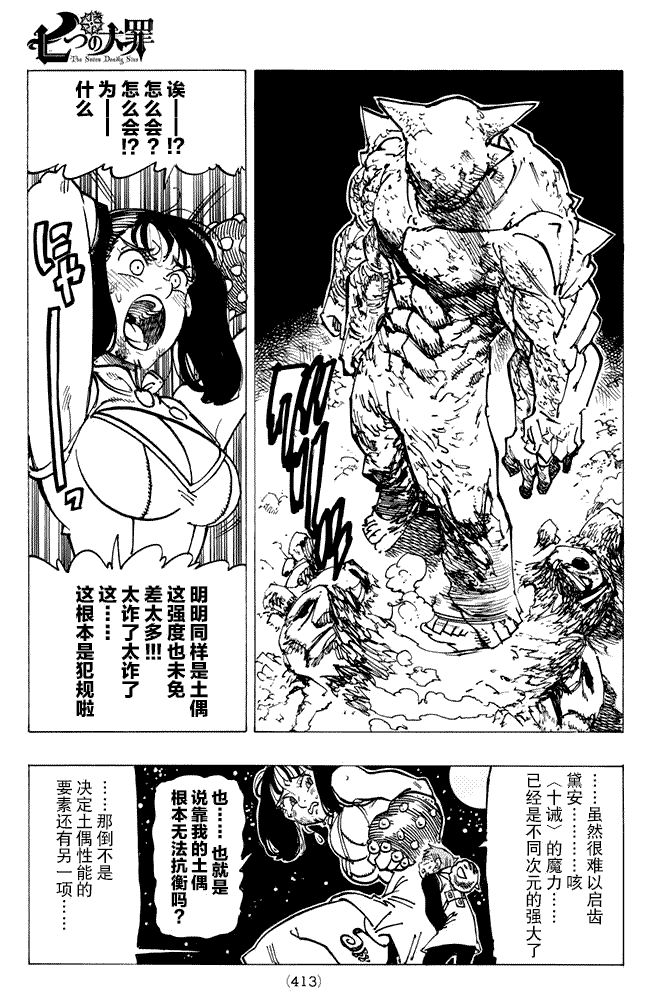 七つの大罪
The Seven Deadly Sins
诶——!?
怎么会?
怎么会!?
为——
什么
にゃー
明明同样是土偶
这强度也未免
差太多!!!
太诈了太诈了
这……
这根本是犯规啦
……虽然很难以启齿
黛安…………咳
〈十诫〉的魔力……
已经是不同次元的强大了
也……也就是
说靠我的土偶
根本无法抗衡吗?
……那倒不是
决定土偶性能的
要素还有另一项……
(413)